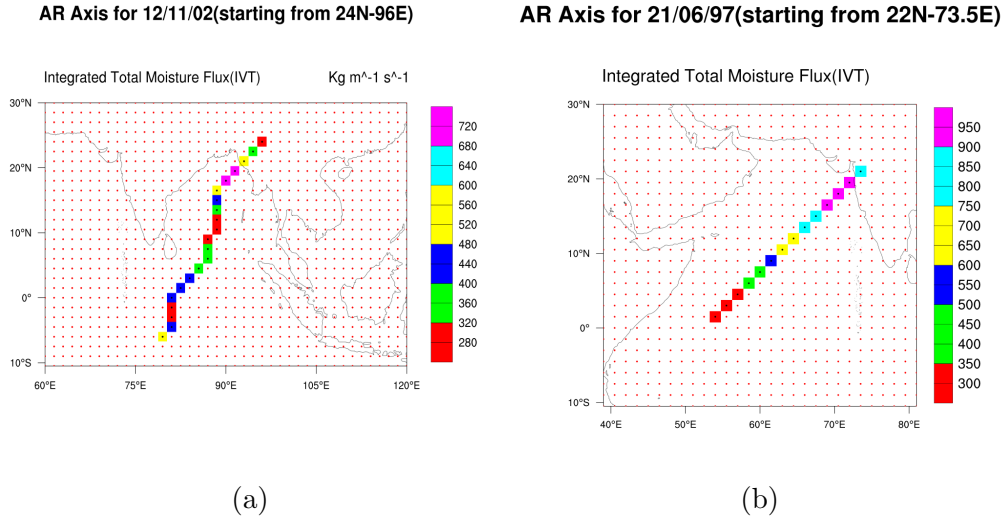 AR Axis for 12/11/02(starting from 24N-96E)
Integrated Total Moisture Flux(IVT) Kg m^-1 s^-1
30°N
20°N
10°N
0°
10°S
60°E 75°E 90°E 105°E 120°E
720
680
640
600
560
520
480
440
400
360
320
280
(a)
AR Axis for 21/06/97(starting from 22N-73.5E)
Integrated Total Moisture Flux(IVT)
30°N
20°N
10°N
0°
10°S
40°E 50°E 60°E 70°E 80°E
950
900
850
800
750
700
650
600
550
500
450
400
350
300
(b)